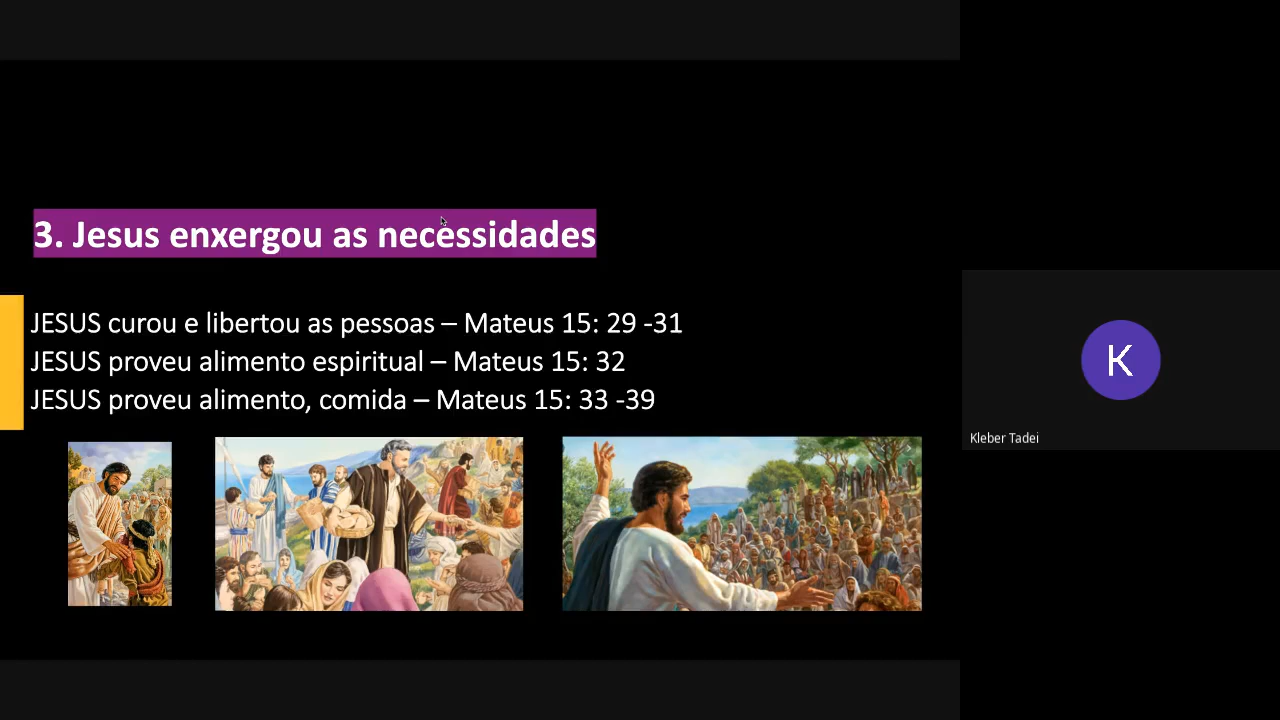 3. Jesus enxergou as necessidades
JESUS curou e libertou as pessoas – Mateus 15: 29 -31
JESUS proveu alimento espiritual – Mateus 15: 32
JESUS proveu alimento, comida – Mateus 15: 33 -39
K
Kleber Tadei